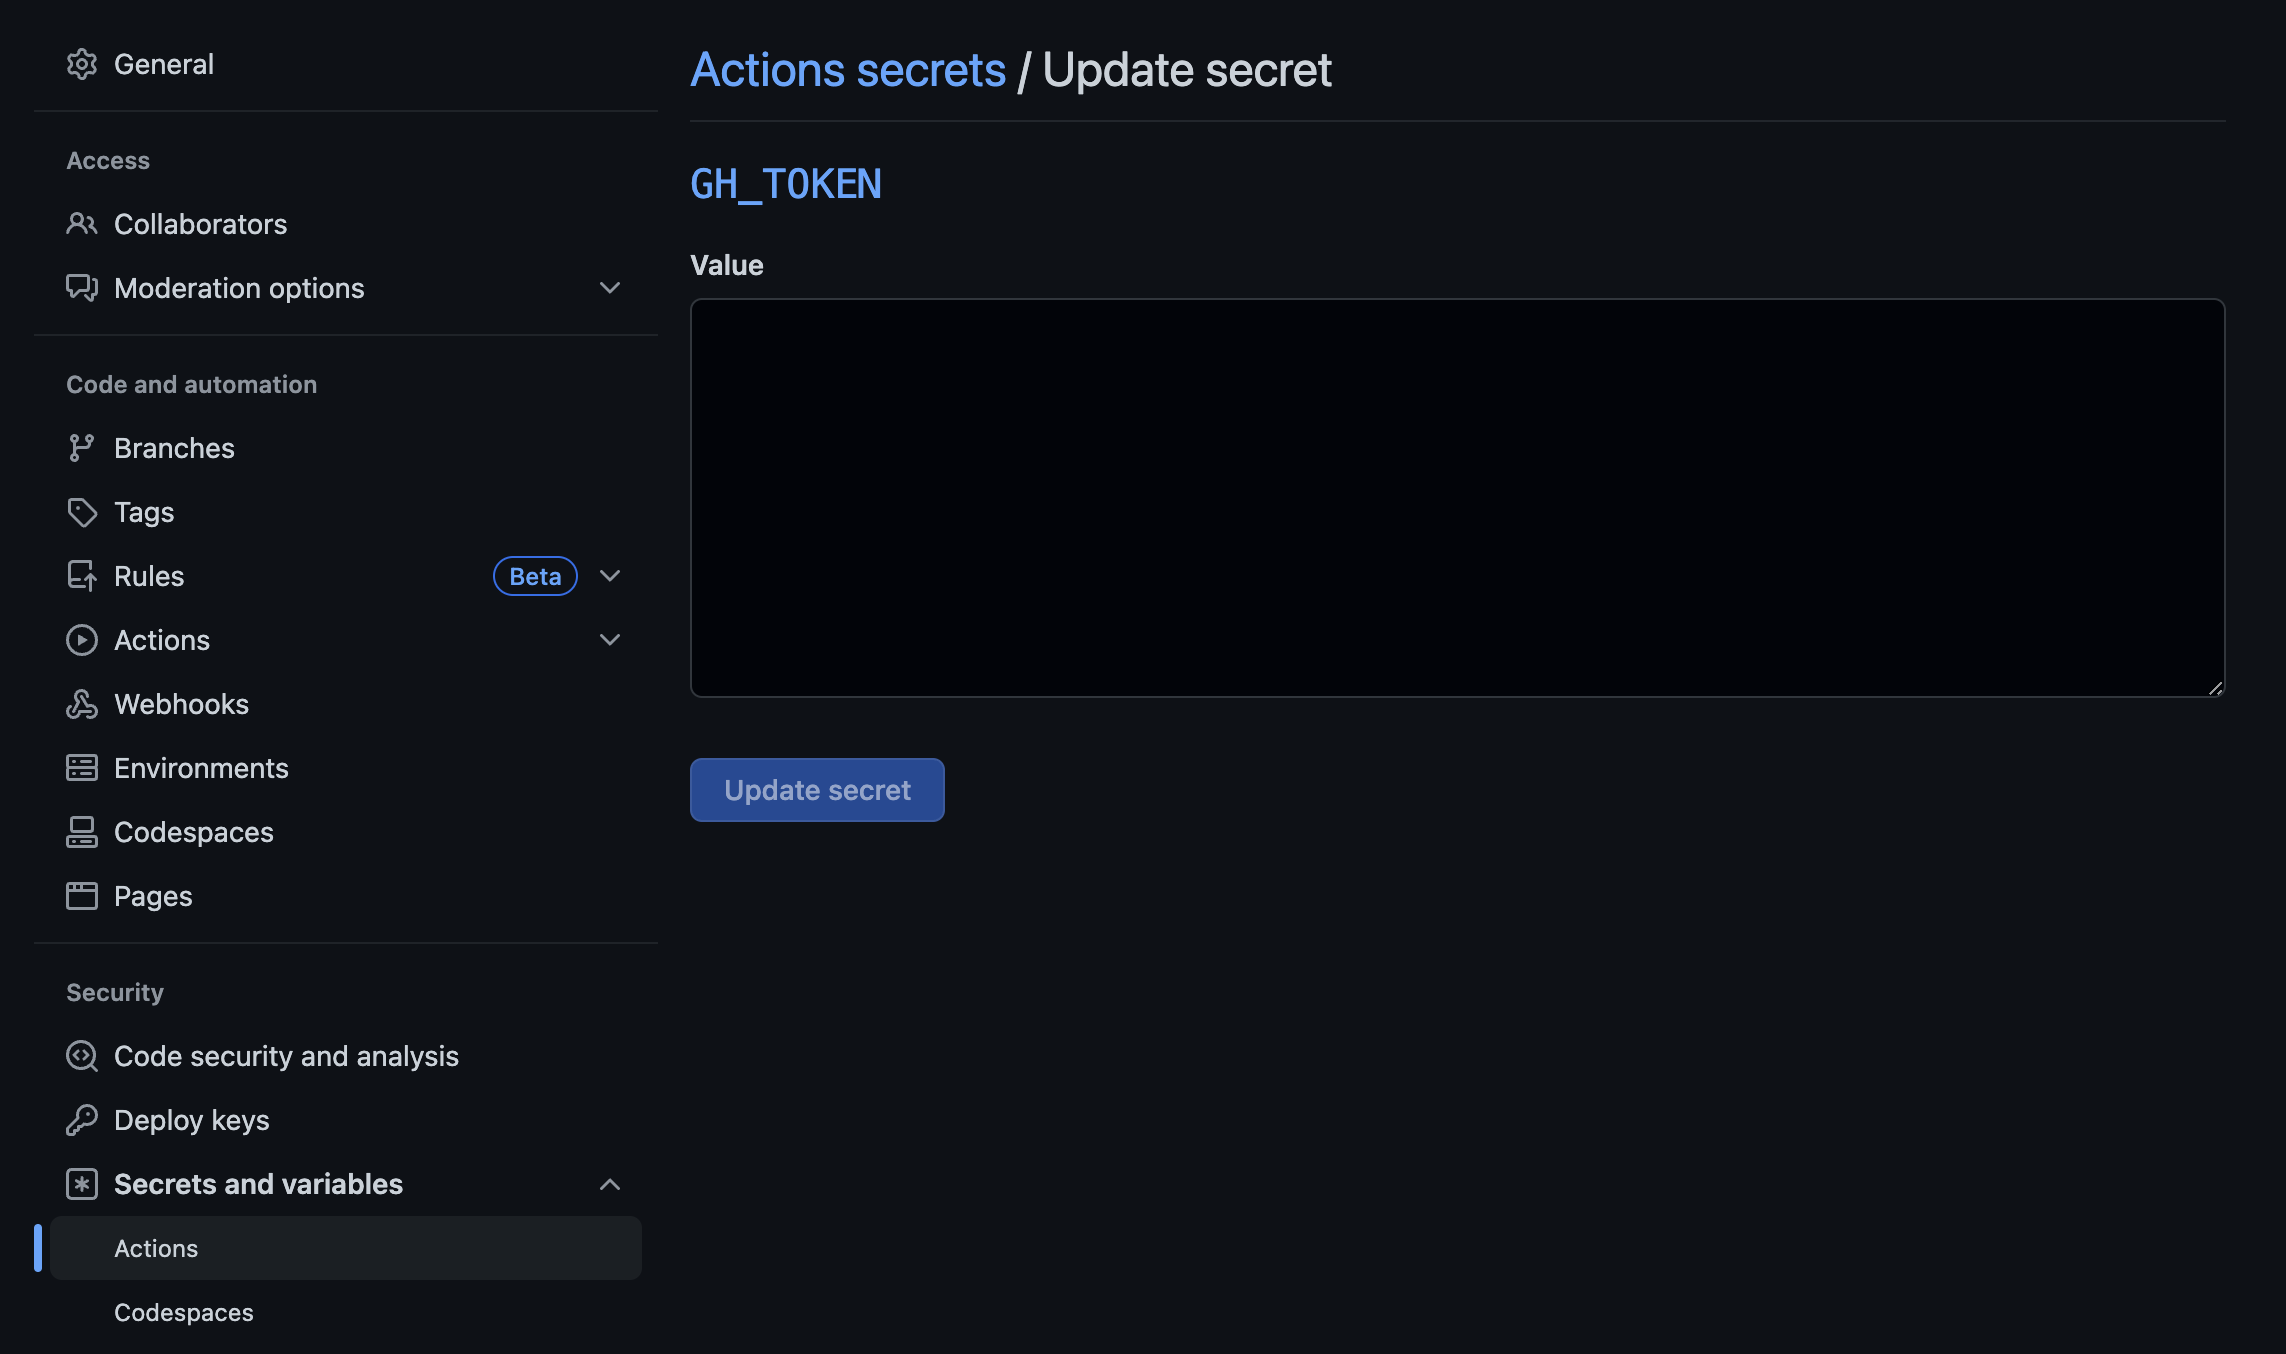 General
Access
Collaborators
Moderation options
Code and automation
Branches
Tags
Rules Beta
Actions
Webhooks
Environments
Codespaces
Pages
Security
Code security and analysis
Deploy keys
Secrets and variables
Actions
Codespaces
Actions secrets / Update secret
GH_TOKEN
Value
Update secret